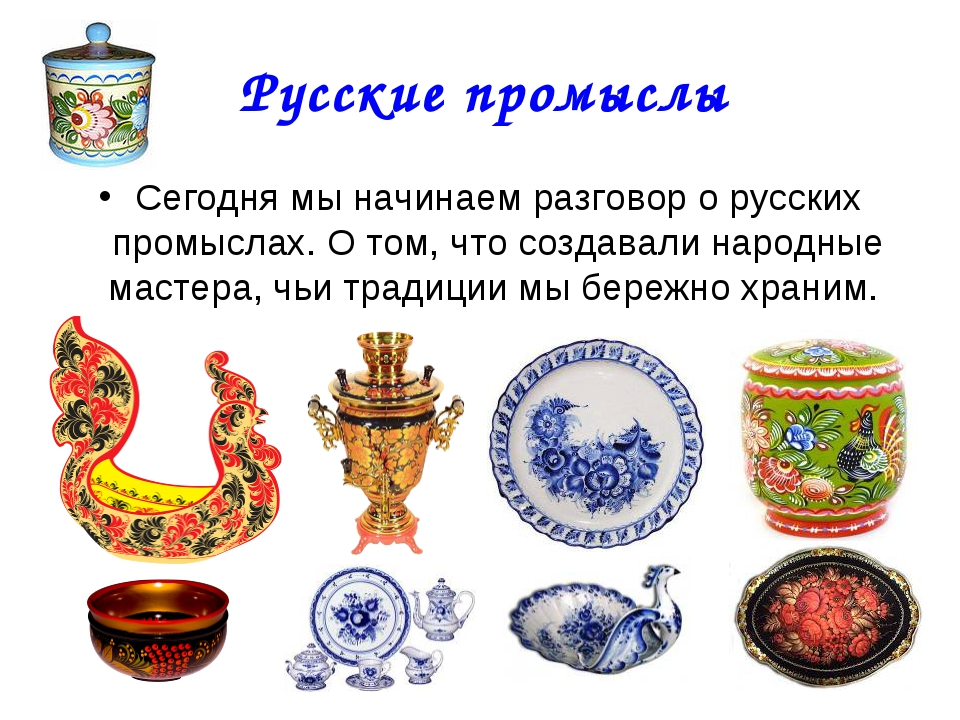 Русские промыслы
• Сегодня мы начинаем разговор о русских
промыслах. О том, что создавали народные
мастера, чьи традиции мы бережно храним.